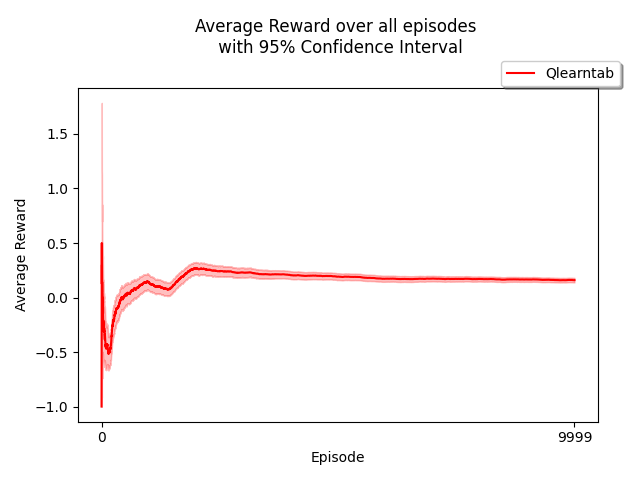 Average Reward over all episodes
with 95% Confidence Interval
Qlearntab
1.5
1.0
0.5
0.0
−0.5
−1.0
Average Reward
0
9999
Episode